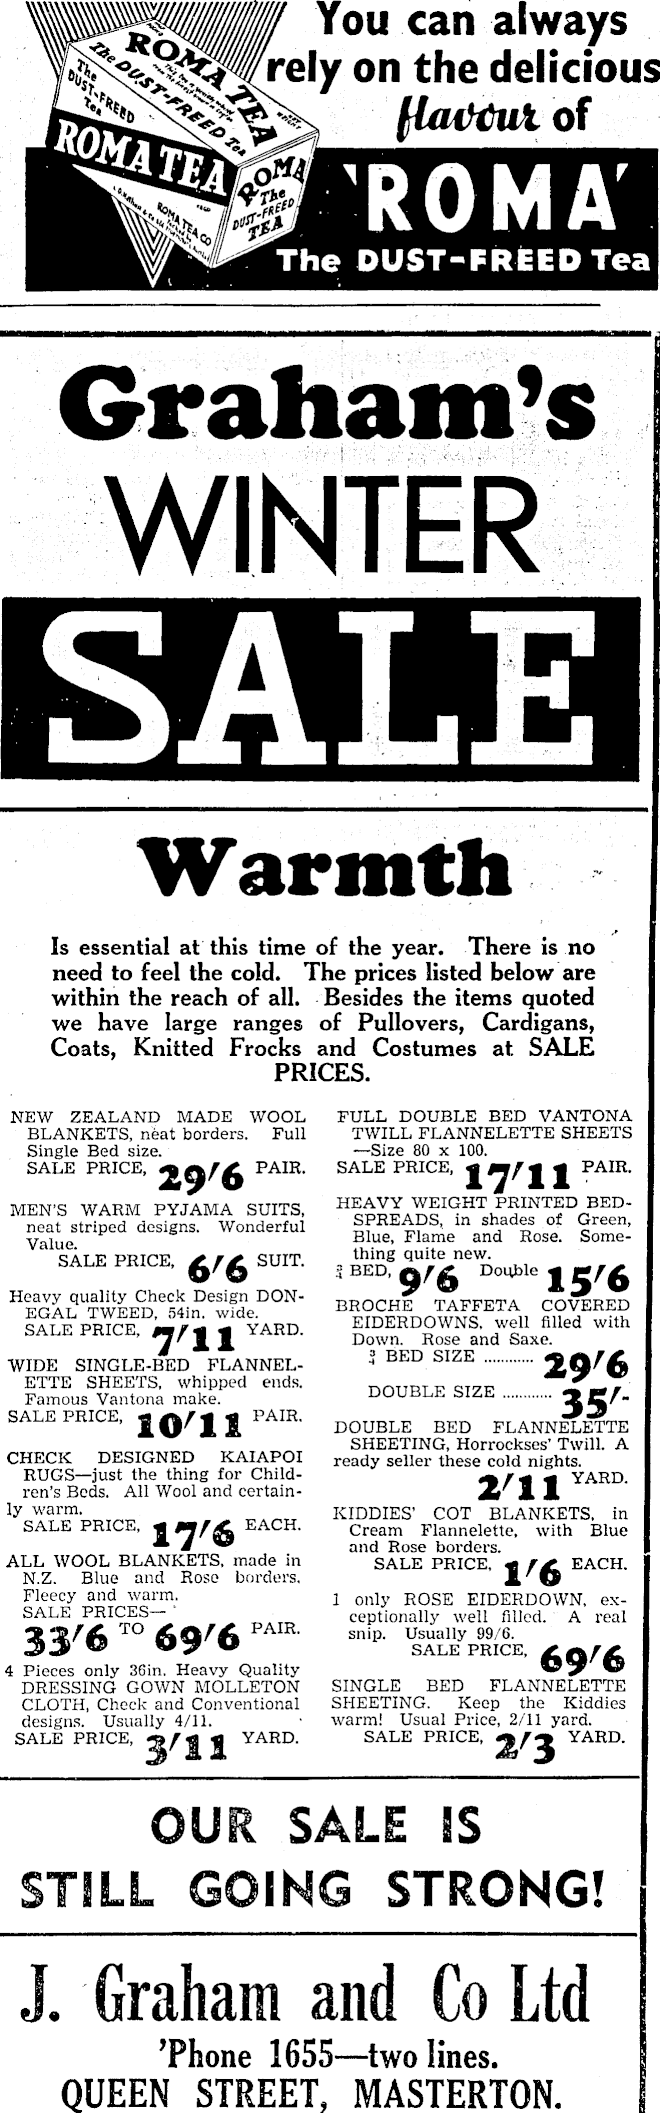 You can always
rely on the delicious
flavour of
'ROMA'
The DUST-FREED Tea
ROMA TEA
The DUST-FREED Tea
The
DUST-FREED
Tea
ROMA TEA
ROMA TEA CO
ROMA
The
DUST-FREED
TEA
Graham's
WINTER
SALE
Warmth
Is essential at this time of the year. There is no
need to feel the cold. The prices listed below are
within the reach of all. Besides the items quoted
we have large ranges of Pullovers, Cardigans,
Coats, Knitted Frocks and Costumes at SALE
PRICES.
NEW ZEALAND MADE WOOL
BLANKETS, neat borders. Full
Single Bed size.
SALE PRICE, 29/6 PAIR.
MEN'S WARM PYJAMA SUITS,
neat striped designs. Wonderful
Value.
SALE PRICE, 6/6 SUIT.
Heavy quality Check Design DON-
EGAL TWEED, 54in. wide.
SALE PRICE, 7/11 YARD.
WIDE SINGLE-BED FLANNEL-
ETTE SHEETS, whipped ends.
Famous Vantona make.
SALE PRICE, 10/11 PAIR.
CHECK DESIGNED KAIAPOI
RUGS—just the thing for Child-
ren's Beds. All Wool and certain-
ly warm.
SALE PRICE, 17/6 EACH.
ALL WOOL BLANKETS, made in
N.Z. Blue and Rose borders.
Fleecy and warm.
SALE PRICES—
33/6 TO 69/6 PAIR.
4 Pieces only 36in. Heavy Quality
DRESSING GOWN MOLLETON
CLOTH, Check and Conventional
designs. Usually 4/11.
SALE PRICE, 3/11 YARD.
FULL DOUBLE BED VANTONA
TWILL FLANNELETTE SHEETS
—Size 80 x 100.
SALE PRICE, 17/11 PAIR.
HEAVY WEIGHT PRINTED BED-
SPREADS, in shades of Green,
Blue, Flame and Rose. Some-
thing quite new.
¾ BED, 9/6 Double 15/6
BROCHE TAFFETA COVERED
EIDERDOWNS, well filled with
Down. Rose and Saxe.
¾ BED SIZE ............ 29/6
DOUBLE SIZE ............ 35/-
DOUBLE BED FLANNELETTE
SHEETING, Horrockses' Twill. A
ready seller these cold nights.
2/11 YARD.
KIDDIES' COT BLANKETS, in
Cream Flannelette, with Blue
and Rose borders.
SALE PRICE, 1/6 EACH.
1 only ROSE EIDERDOWN, ex-
ceptionally well filled. A real
snip. Usually 99/6.
SALE PRICE, 69/6
SINGLE BED FLANNELETTE
SHEETING. Keep the Kiddies
warm! Usual Price, 2/11 yard.
SALE PRICE, 2/3 YARD.
OUR SALE IS
STILL GOING STRONG!
J. Graham and Co Ltd
'Phone 1655—two lines.
QUEEN STREET, MASTERTON.